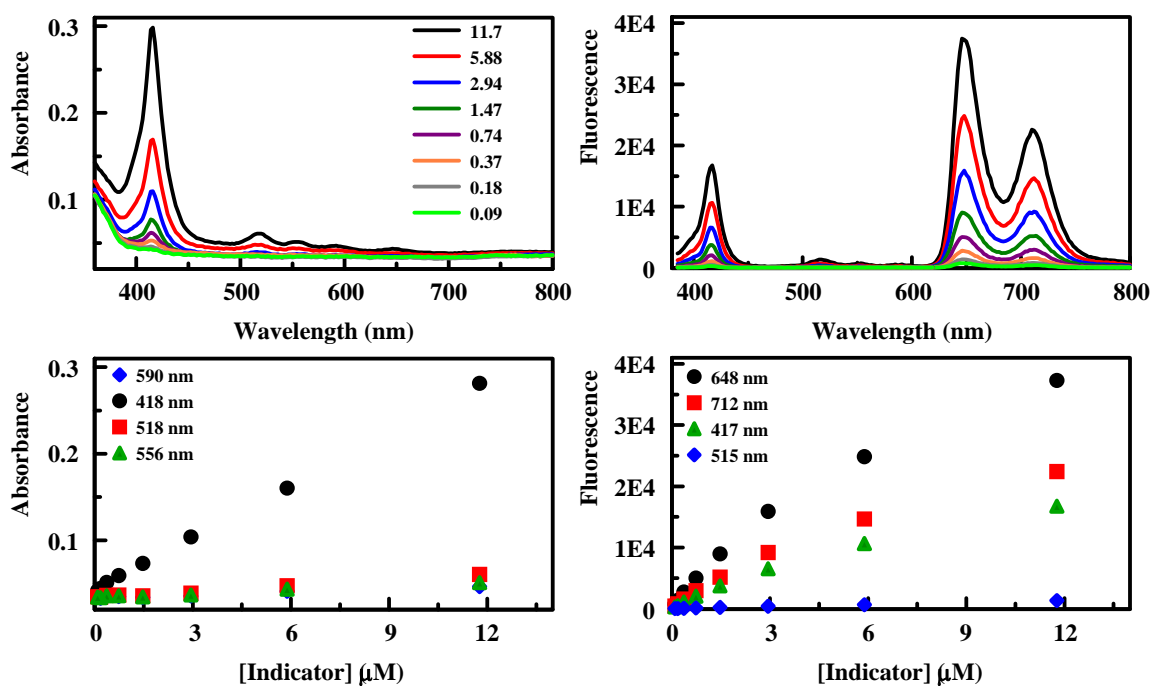 Absorbance
0.3
0.2
0.1
11.7
5.88
2.94
1.47
0.74
0.37
0.18
0.09
400
500
600
700
800
Wavelength (nm)
Fluorescence
4E4
3E4
2E4
1E4
0
400
500
600
700
800
Wavelength (nm)
Absorbance
0.3
0.2
0.1
590 nm
418 nm
518 nm
556 nm
0
3
6
9
12
[Indicator] (μM)
Fluorescence
4E4
3E4
2E4
1E4
0
648 nm
712 nm
417 nm
515 nm
0
3
6
9
12
[Indicator] (μM)